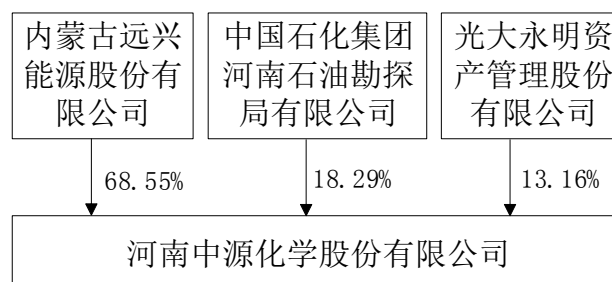 内蒙古远兴
能源股份有
限公司
中国石化集团
河南石油勘探
局有限公司
光大永明资
产管理股份
有限公司
68.55%
18.29%
13.16%
河南中源化学股份有限公司